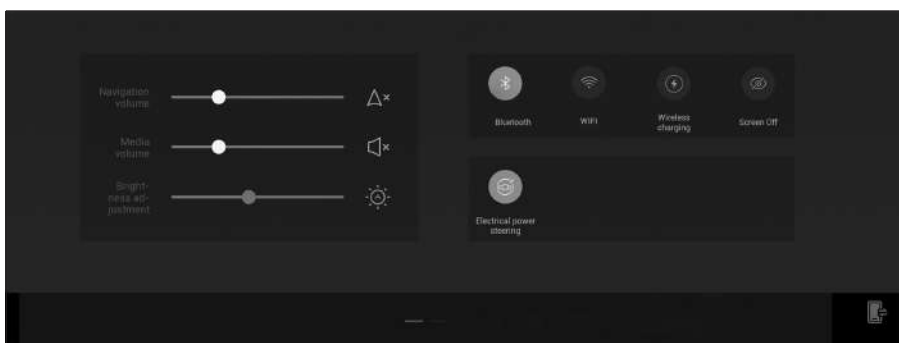 Navigation
volume
Media
volume
Bright-
ness ad-
justment
Bluetooth
WIFI
Wireless
charging
Screen Off
Electrical power
steering